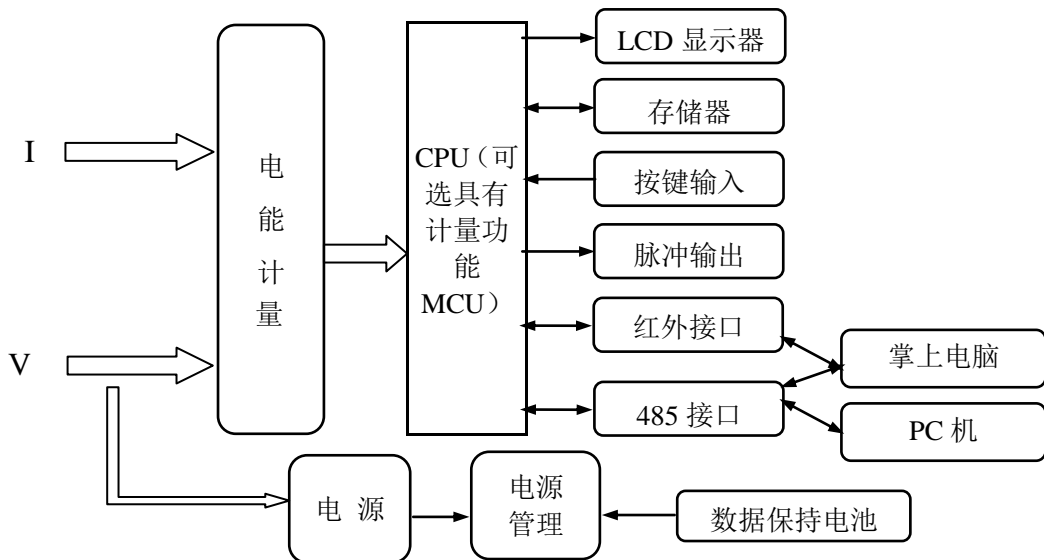 I
V
电
能
计
量
CPU（可
选具有
计量功
能
MCU）
LCD 显示器
存储器
按键输入
脉冲输出
红外接口
485 接口
掌上电脑
PC 机
电 源
电源
管理
数据保持电池